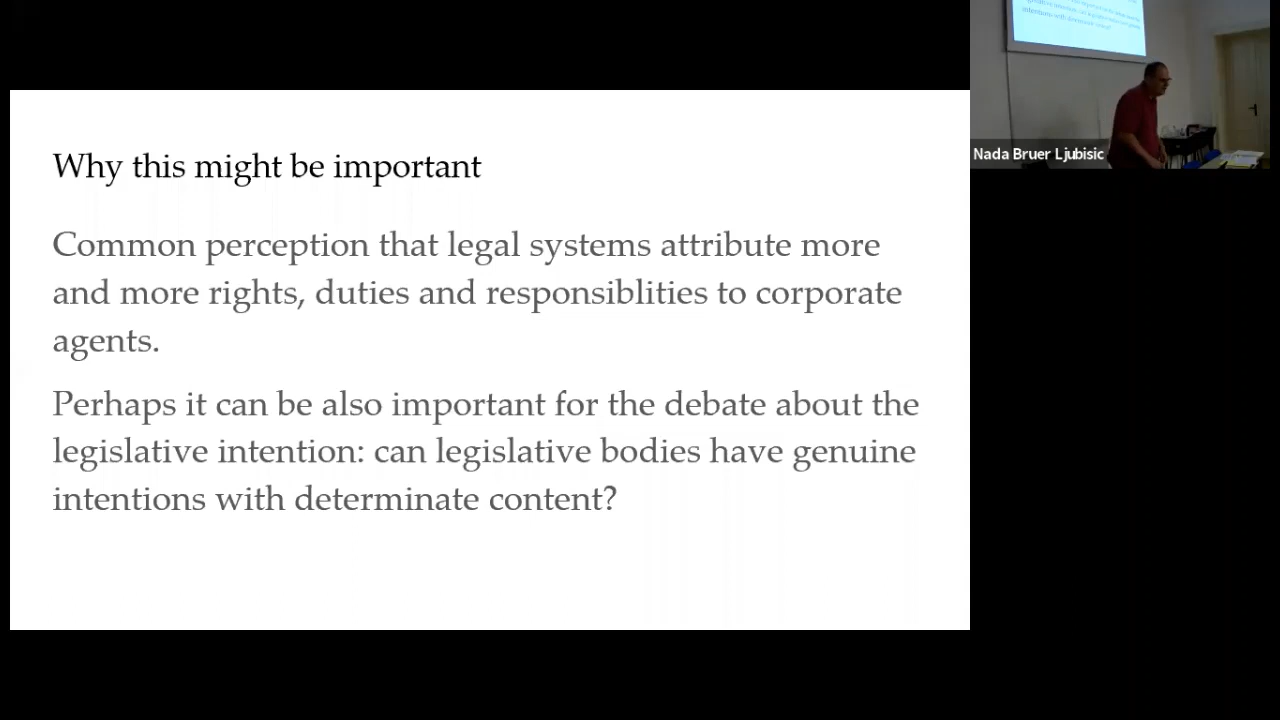 Why this might be important
Common perception that legal systems attribute more
and more rights, duties and responsiblities to corporate
agents.
Perhaps it can be also important for the debate about the
legislative intention: can legislative bodies have genuine
intentions with determinate content?
Nada Bruer Ljubisic